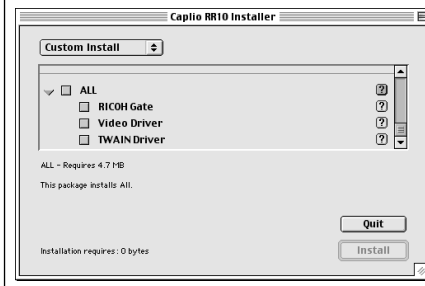 Caplio RR10 Installer
Custom Install
ALL ?
RICOH Gate ?
Video Driver ?
TWAIN Driver ?
ALL - Requires 4.7 MB
This package installs All.
Quit
Installation requires: 0 bytes
Install